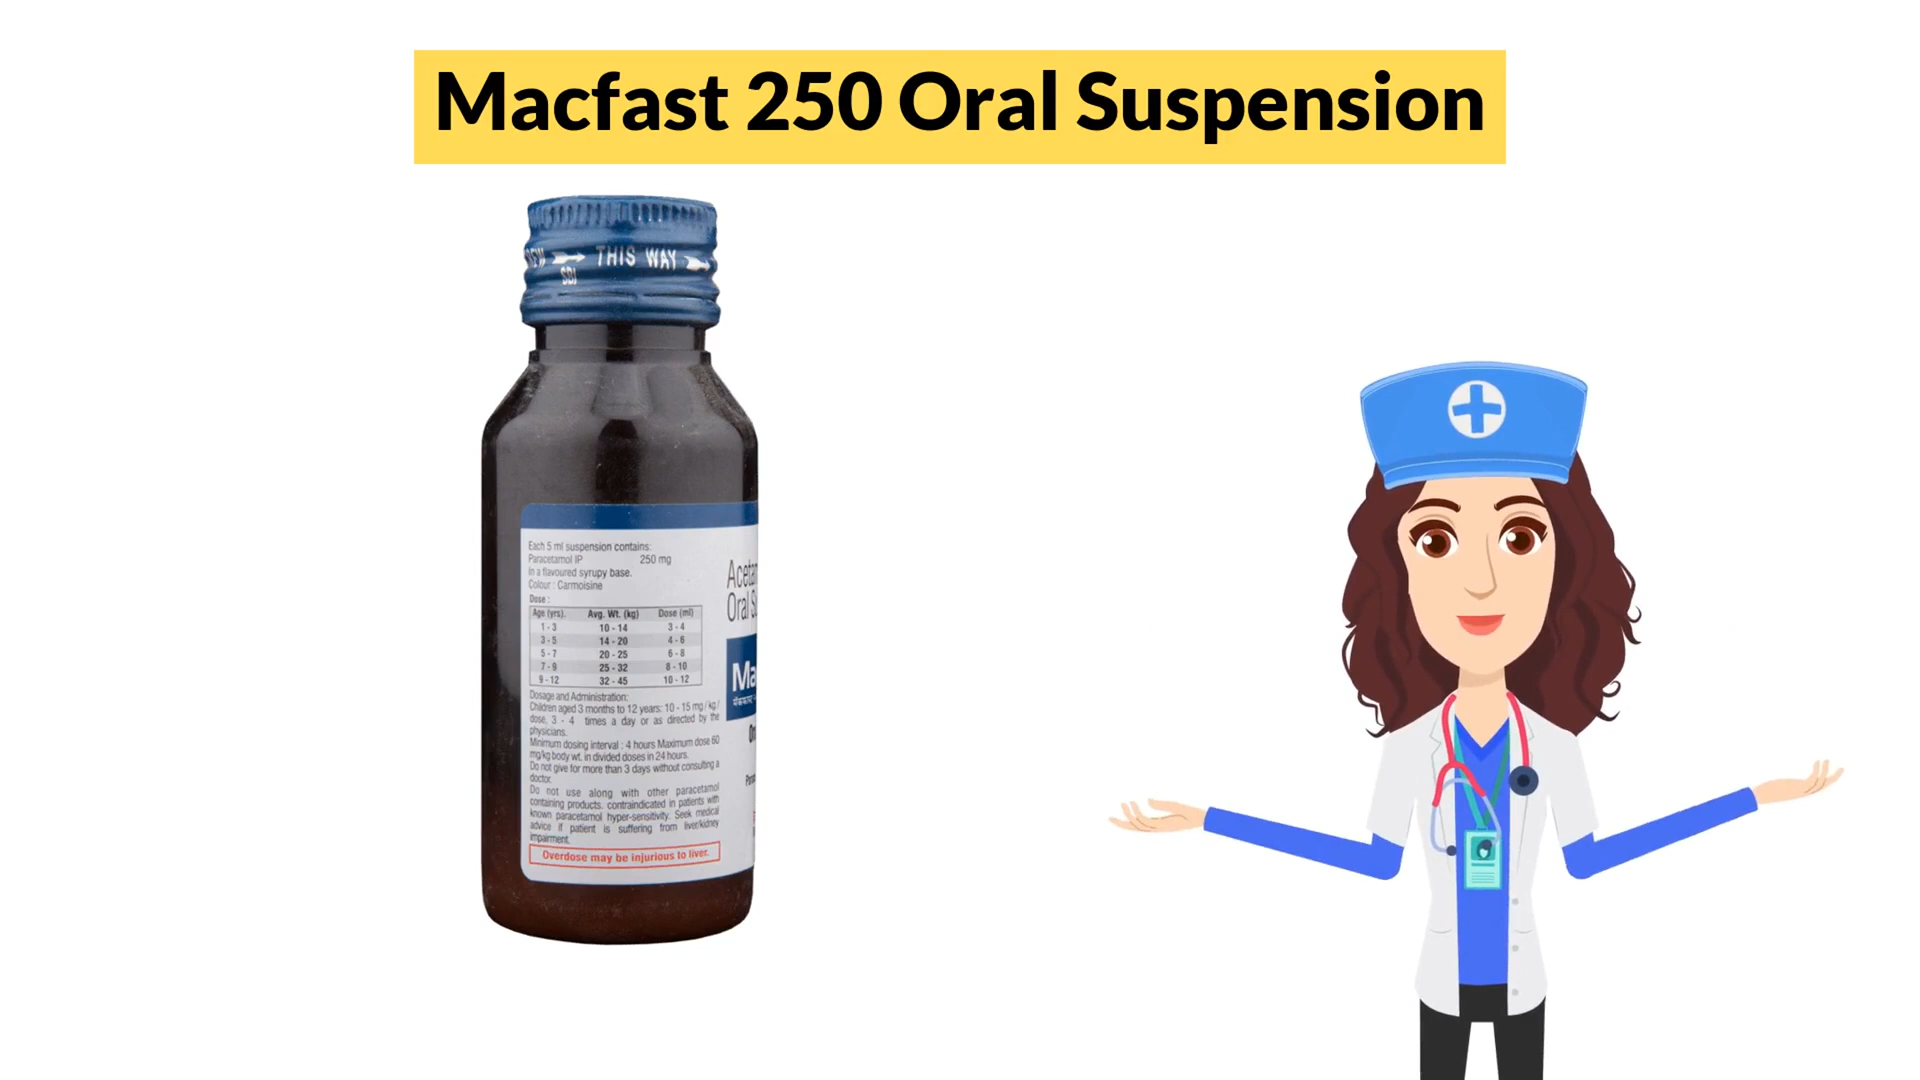 Macfast 250 Oral Suspension
THIS WAY
SBI
Each 5 ml suspension contains:
Paracetamol IP 250 mg
In a flavoured syrupy base.
Colour : Carmoisine
Dose :
Age (yrs). Avg. Wt. (kg) Dose (ml)
1 - 3 10 - 14 3 - 4
3 - 5 14 - 20 4 - 6
5 - 7 20 - 25 6 - 8
7 - 9 25 - 32 8 - 10
9 - 12 32 - 45 10 - 12
Dosage and Administration:
Children aged 3 months to 12 years: 10 - 15 mg / kg /
dose, 3 - 4 times a day or as directed by the
physicians.
Minimum dosing interval : 4 hours Maximum dose 60
mg/kg body wt. in divided doses in 24 hours.
Do not give for more than 3 days without consulting a
doctor.
Do not use along with other paracetamol
containing products. contraindicated in patients with
known paracetamol hyper-sensitivity. Seek medical
advice if patient is suffering from liver/kidney
impairment.
Overdose may be injurious to liver.
Acetam
Oral Su
Ma